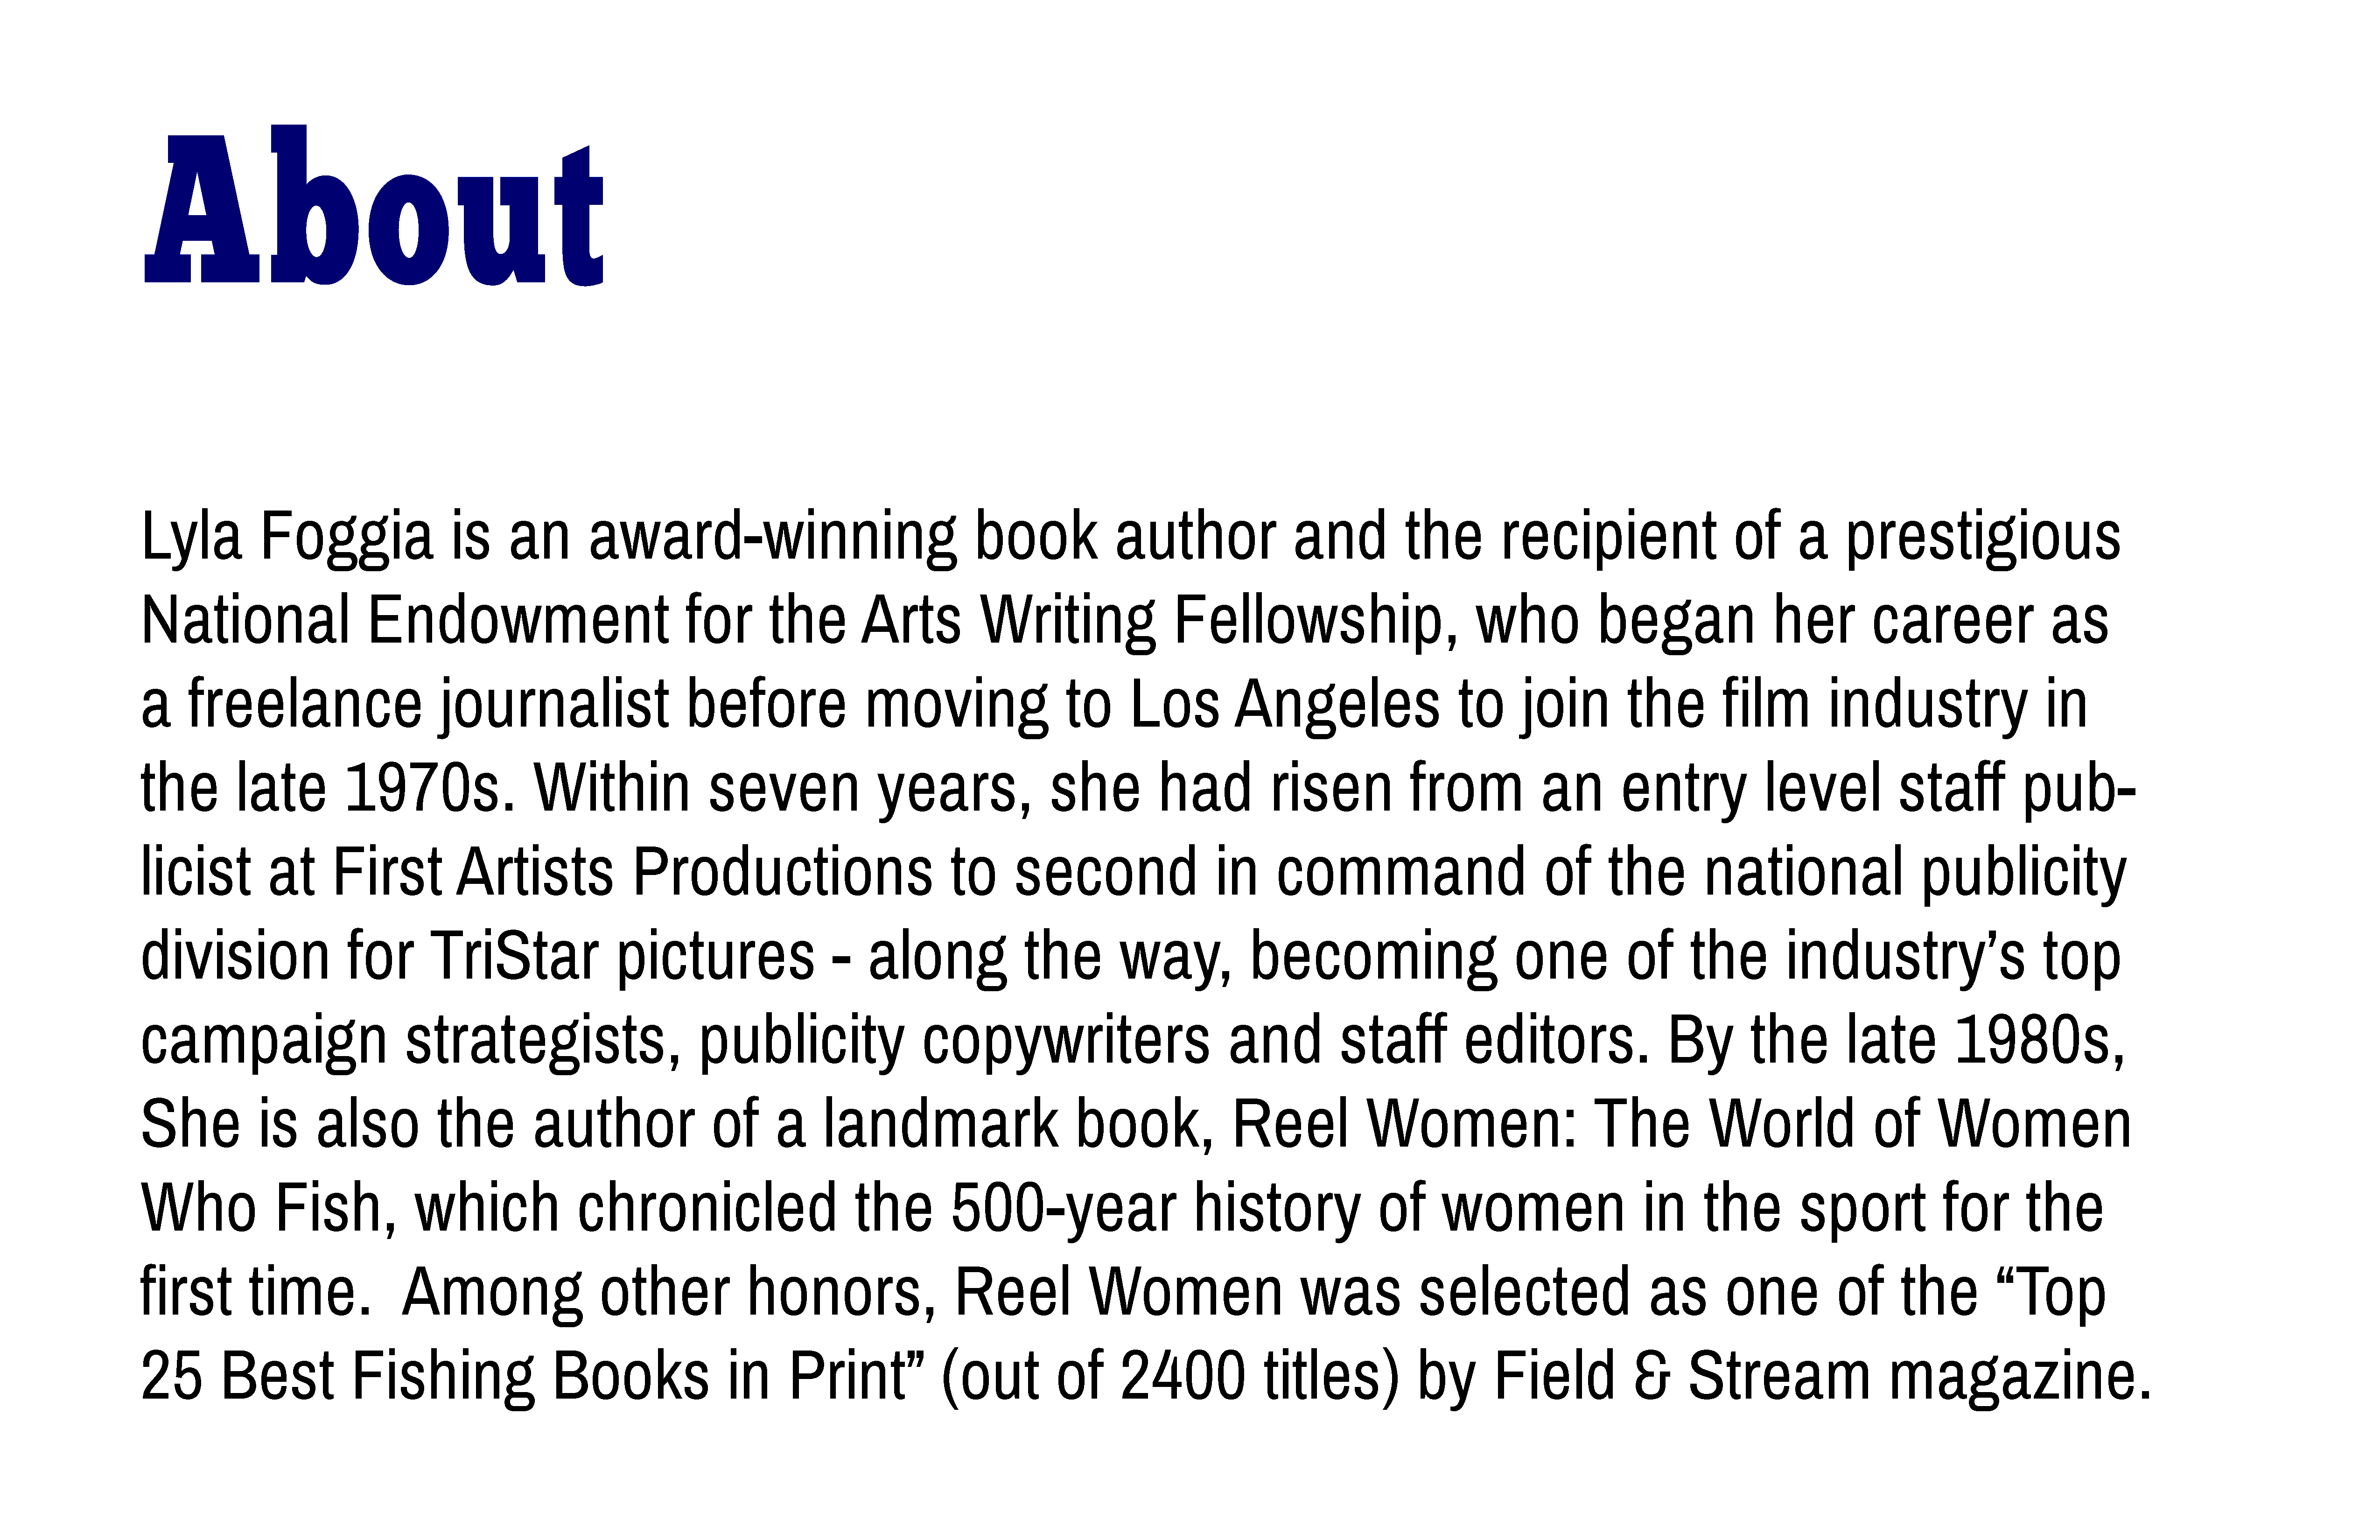 About
Lyla Foggia is an award-winning book author and the recipient of a prestigious
National Endowment for the Arts Writing Fellowship, who began her career as
a freelance journalist before moving to Los Angeles to join the film industry in
the late 1970s. Within seven years, she had risen from an entry level staff pub-
licist at First Artists Productions to second in command of the national publicity
division for TriStar pictures - along the way, becoming one of the industry’s top
campaign strategists, publicity copywriters and staff editors. By the late 1980s,
She is also the author of a landmark book, Reel Women: The World of Women
Who Fish, which chronicled the 500-year history of women in the sport for the
first time.  Among other honors, Reel Women was selected as one of the “Top
25 Best Fishing Books in Print” (out of 2400 titles) by Field & Stream magazine.